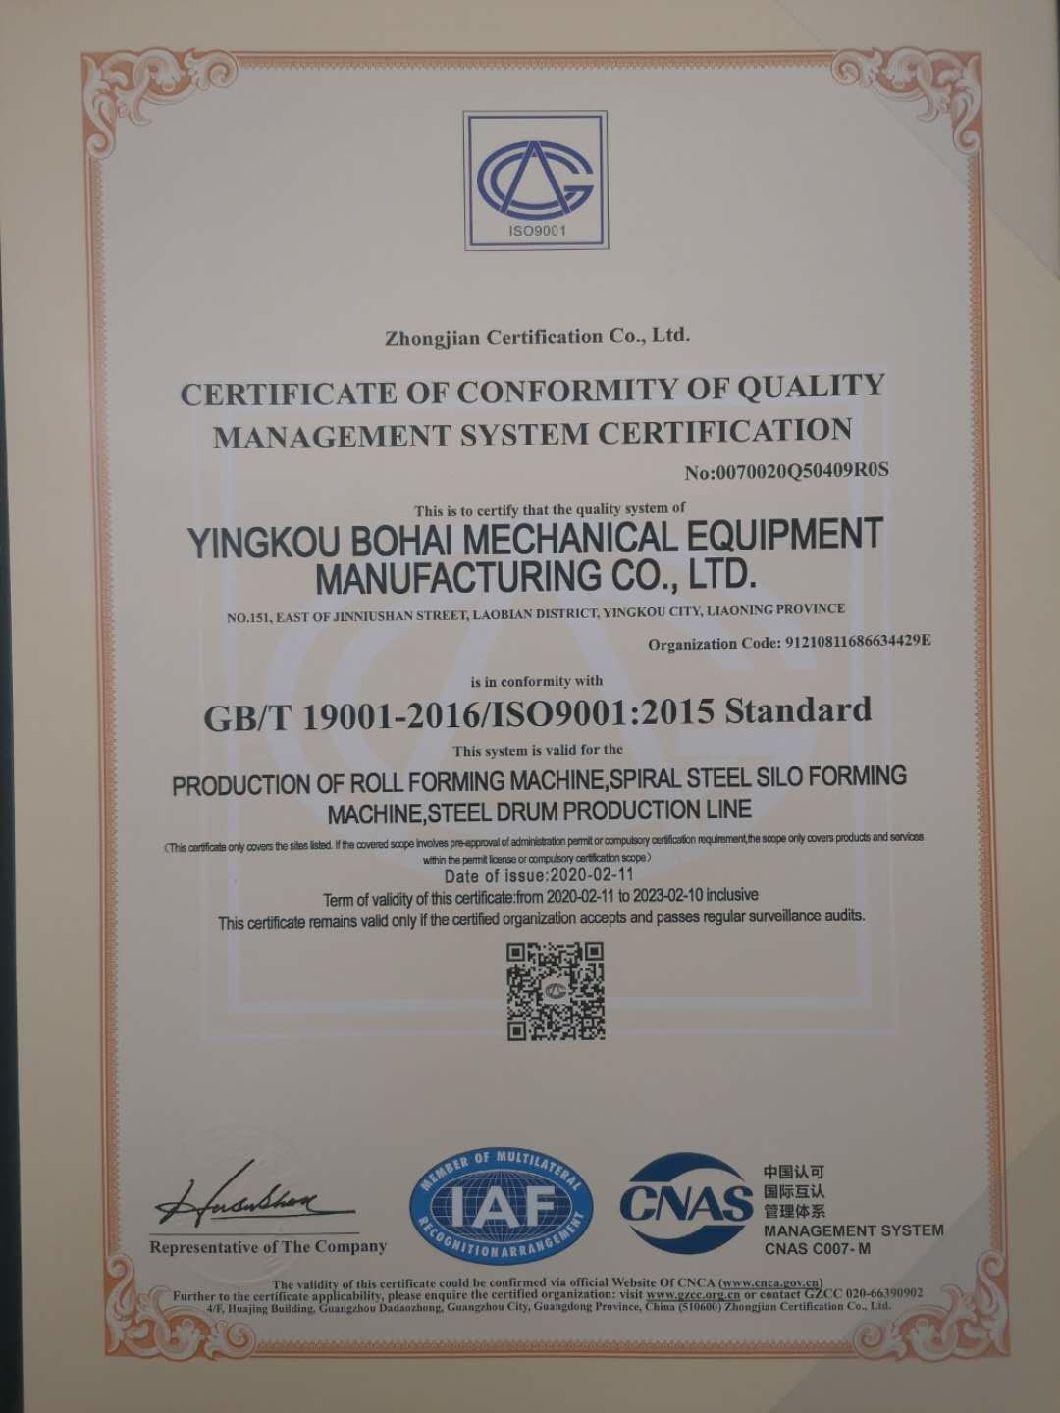 ISO9001
Zhongjian Certification Co., Ltd.
CERTIFICATE OF CONFORMITY OF QUALITY
MANAGEMENT SYSTEM CERTIFICATION
No:0070020Q50409R0S
This is to certify that the quality system of
YINGKOU BOHAI MECHANICAL EQUIPMENT
MANUFACTURING CO., LTD.
NO.151, EAST OF JINNIUSHAN STREET, LAOBIAN DISTRICT, YINGKOU CITY, LIAONING PROVINCE
Organization Code: 91210811686634429E
is in conformity with
GB/T 19001-2016/ISO9001:2015 Standard
This system is valid for the
PRODUCTION OF ROLL FORMING MACHINE,SPIRAL STEEL SILO FORMING
MACHINE,STEEL DRUM PRODUCTION LINE
(This certificate only covers the sites listed. If the covered scope involves pre-approval of administration permit or compulsory certification requirement,the scope only covers products and services
within the permit license or compulsory certification scope)
Date of issue:2020-02-11
Term of validity of this certificate:from 2020-02-11 to 2023-02-10 inclusive
This certificate remains valid only if the certified organization accepts and passes regular surveillance audits.
Representative of The Company
MEMBER OF MULTILATERAL
IAF
RECOGNITION ARRANGEMENT
CNAS
中国认可
国际互认
管理体系
MANAGEMENT SYSTEM
CNAS C007-M
The validity of this certificate could be confirmed via official Website Of CNCA(www.cnca.gov.cn)
Further to the certificate applicability, please enquire the certified organization: visit www.gzcc.org.cn or contact GZCC 020-66390902
4/F, Huajing Building, Guangzhou Dadaozhong, Guangzhou City, Guangdong Province, China (510600) Zhongjian Certification Co., Ltd.